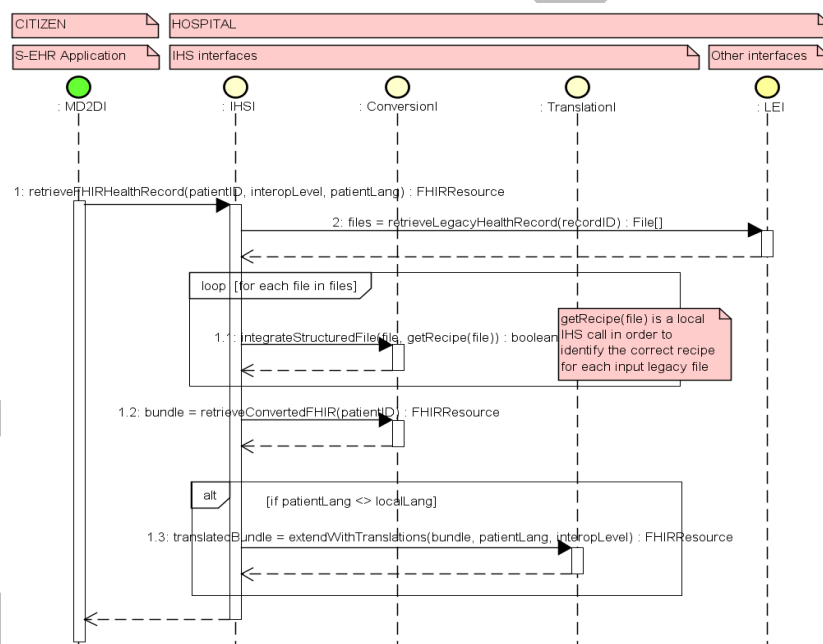 CITIZEN
HOSPITAL
S-EHR Application
IHS interfaces
Other interfaces
: MD2DI
: IHSI
: ConversionI
: TranslationI
: LEI
1: retrieveFHIRHealthRecord(patientID, interopLevel, patientLang) : FHIRResource
2: files = retrieveLegacyHealthRecord(recordID) : File[]
loop
[for each file in files]
getRecipe(file) is a local
IHS call in order to
identify the correct recipe
for each input legacy file
1.1: integrateStructuredFile(file, getRecipe(file)) : boolean
1.2: bundle = retrieveConvertedFHIR(patientID) : FHIRResource
alt
[if patientLang <> localLang]
1.3: translatedBundle = extendWithTranslations(bundle, patientLang, interopLevel) : FHIRResource